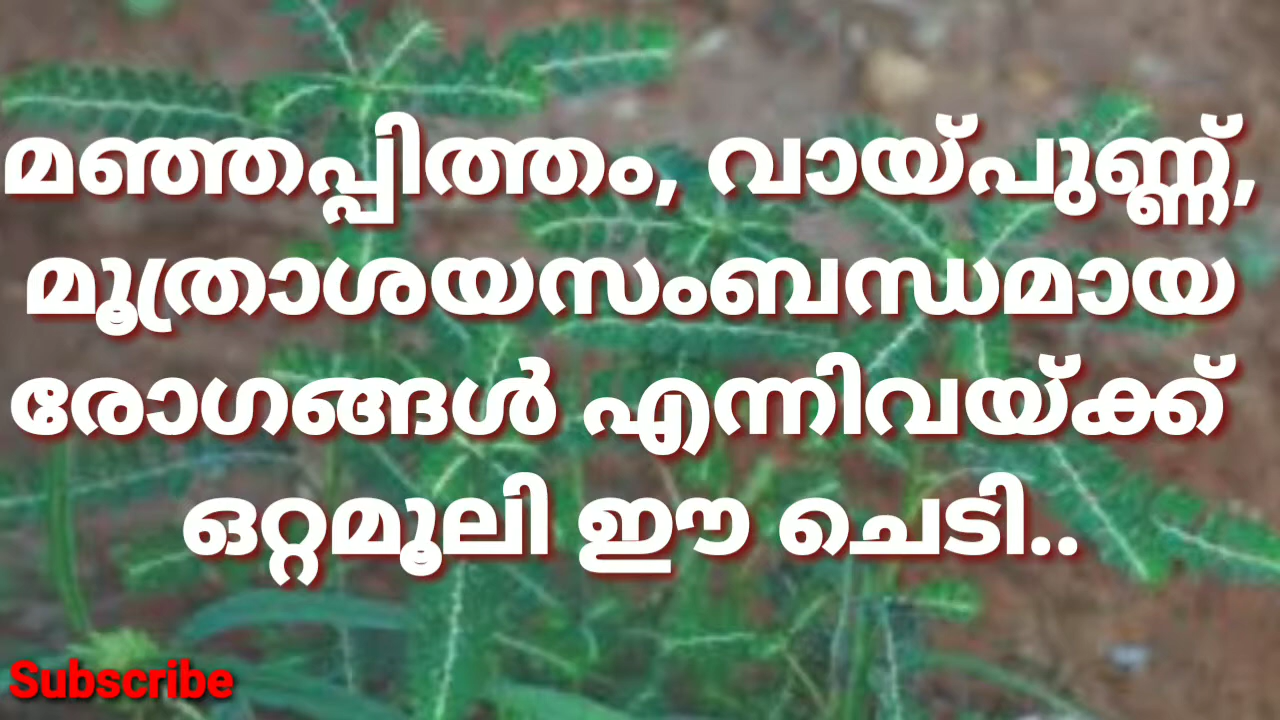 മഞ്ഞപ്പിത്തം, വായ്പുണ്ണ്,
മൂത്രാശയസംബന്ധമായ
രോഗങ്ങൾ എന്നിവയ്ക്ക്
ഒറ്റമൂലി ഈ ചെടി..
Subscribe